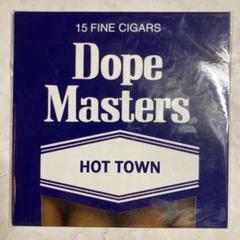 15 FINE CIGARS
Dope
Masters®
HOT TOWN